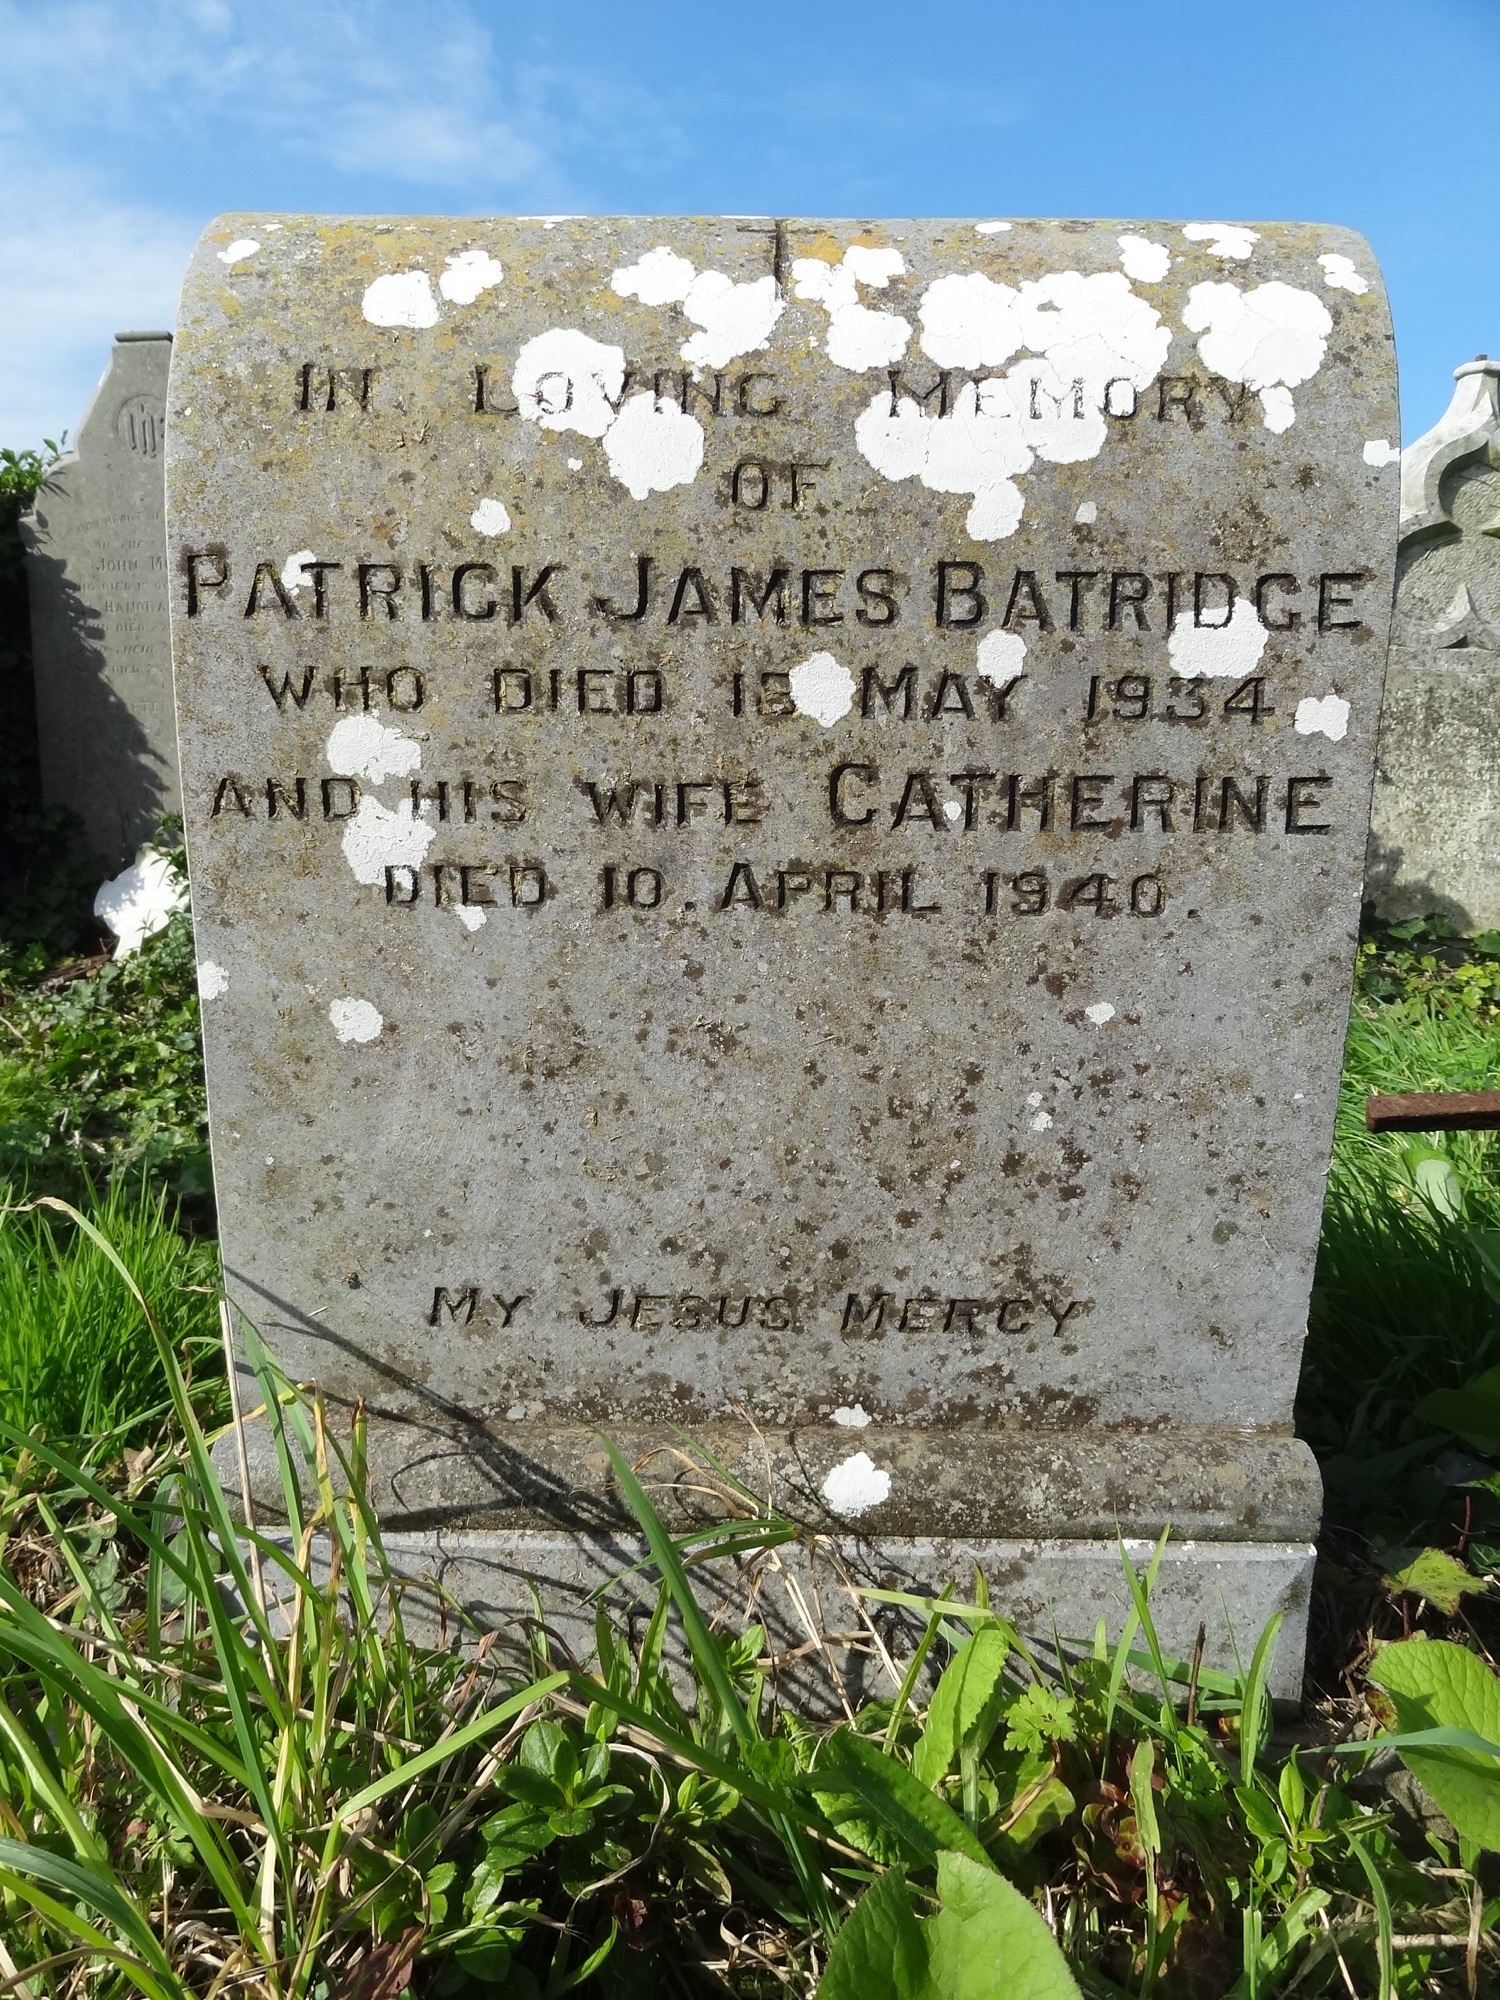 IN LOVING MEMORY
OF
PATRICK JAMES BATRIDGE
WHO DIED MAY 1934
AND HIS WIFE CATHERINE
DIED 10. APRIL 1940.
MY JESUS MERCY
JOHN